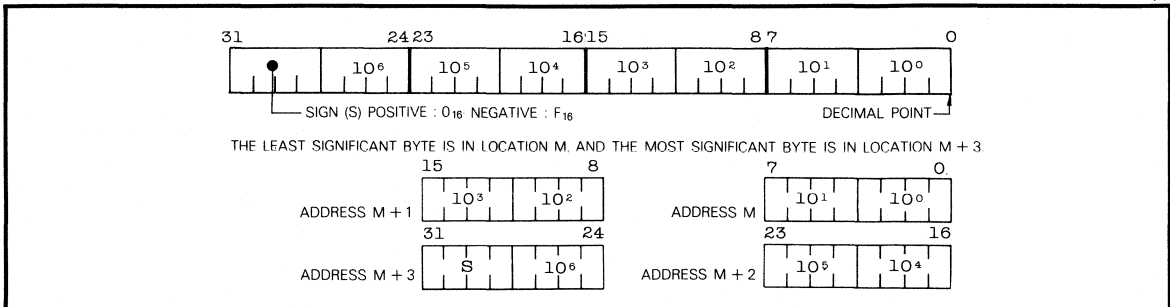 31 24 23 16 15 8 7 0
10⁶ 10⁵ 10⁴ 10³ 10² 10¹ 10⁰
SIGN (S) POSITIVE : 0₁₆ NEGATIVE : F₁₆ DECIMAL POINT
THE LEAST SIGNIFICANT BYTE IS IN LOCATION M, AND THE MOST SIGNIFICANT BYTE IS IN LOCATION M + 3.
15 8 7 0.
ADDRESS M + 1 10³ 10² ADDRESS M 10¹ 10⁰
31 24 23 16
ADDRESS M + 3 S 10⁶ ADDRESS M + 2 10⁵ 10⁴